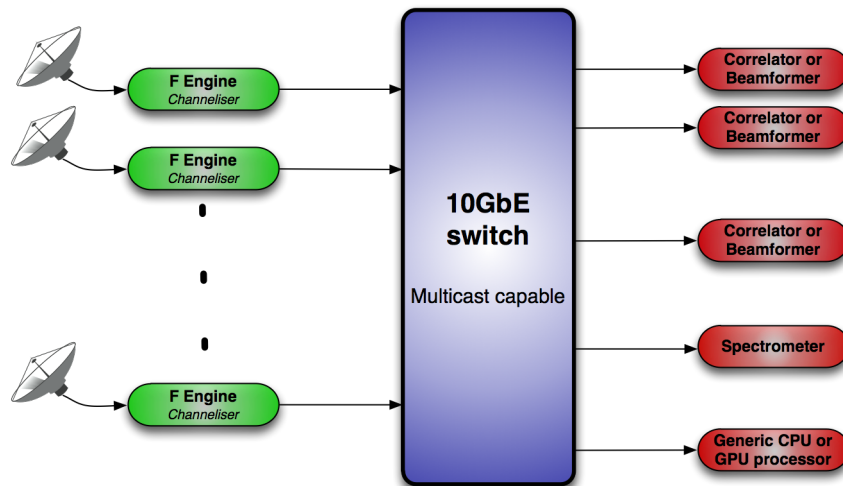 F Engine
Channeliser
F Engine
Channeliser
F Engine
Channeliser
10GbE
switch
Multicast capable
Correlator or
Beamformer
Correlator or
Beamformer
Correlator or
Beamformer
Spectrometer
Generic CPU or
GPU processor